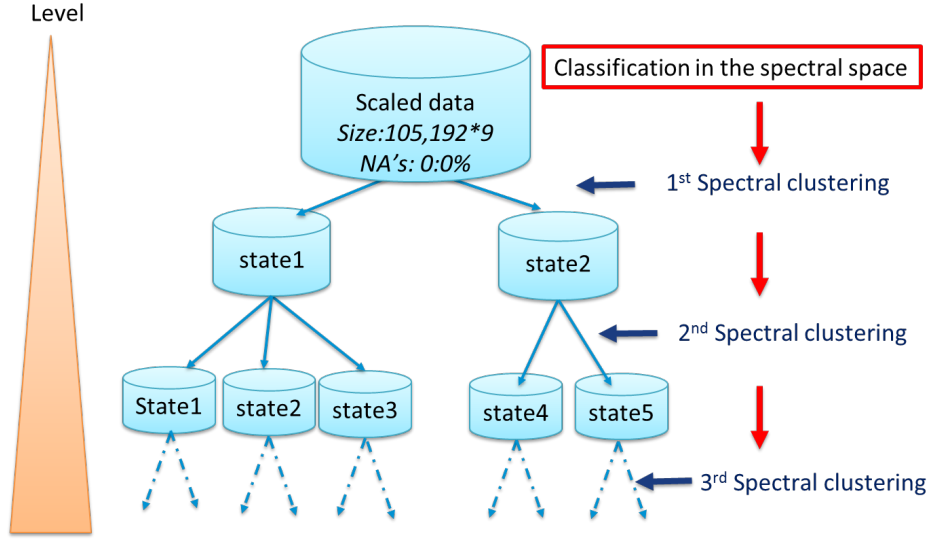 Level
Classification in the spectral space
Scaled data
Size:105,192*9
NA's: 0:0%
1st Spectral clustering
state1
state2
2nd Spectral clustering
State1
state2
state3
state4
state5
3rd Spectral clustering